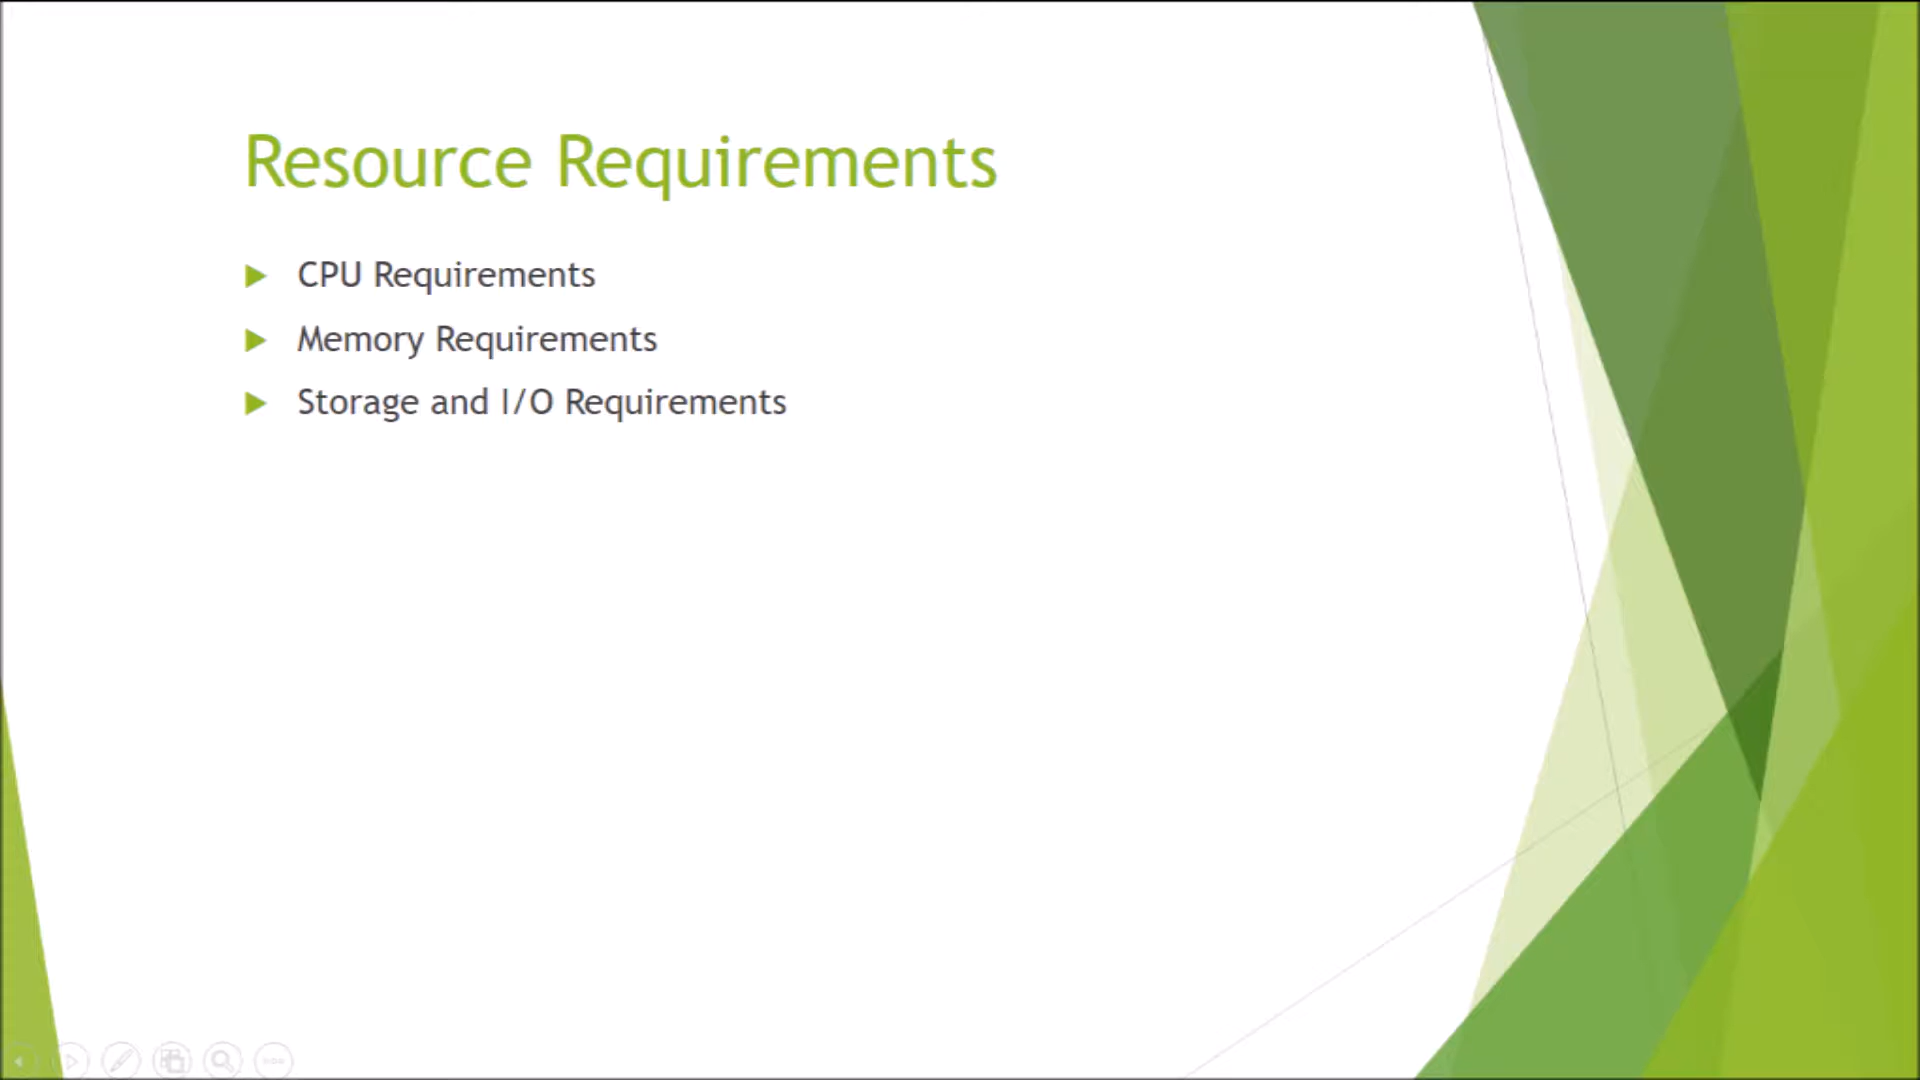 Resource Requirements
CPU Requirements
Memory Requirements
Storage and I/O Requirements